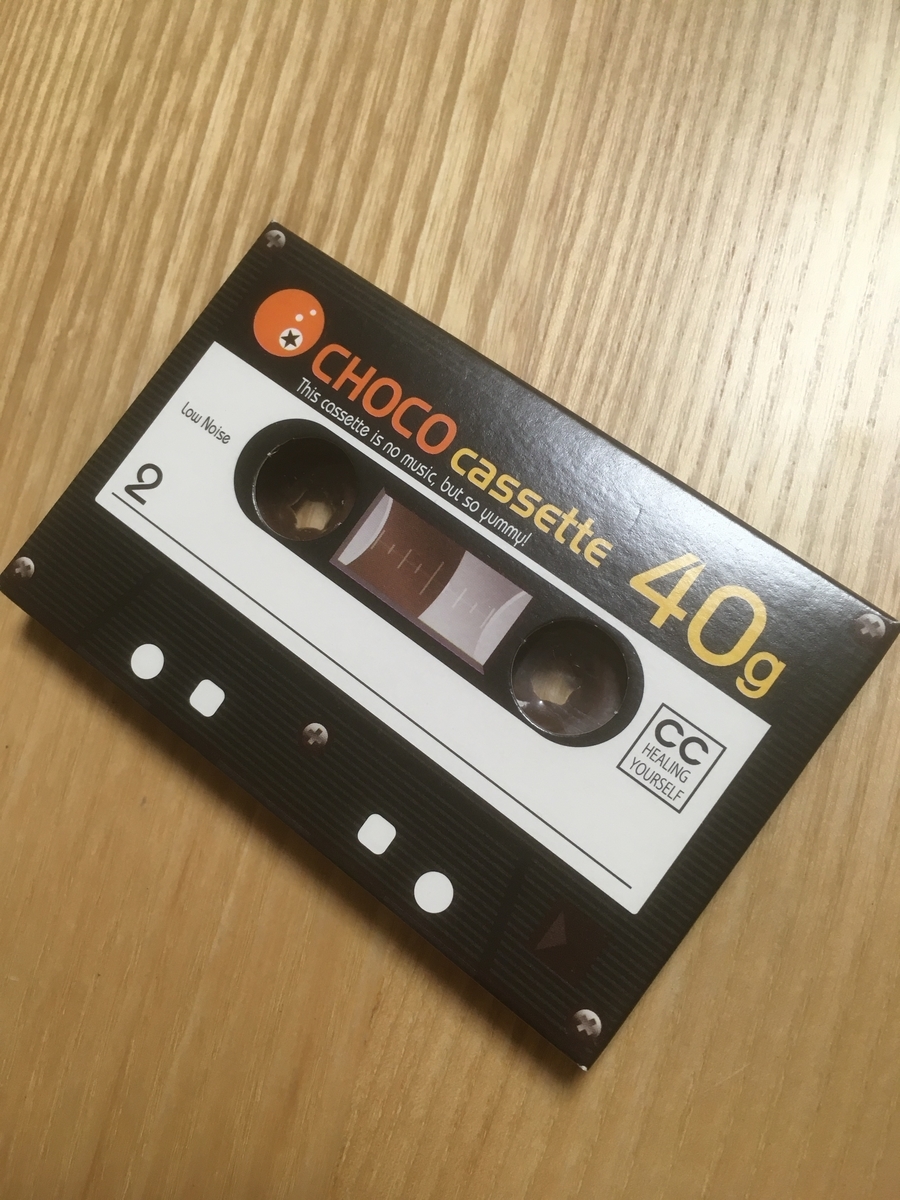 CHOCO cassette 40g
This cassette is no music, but so yummy!
Low Noise
2
CC
HEALING
YOURSELF